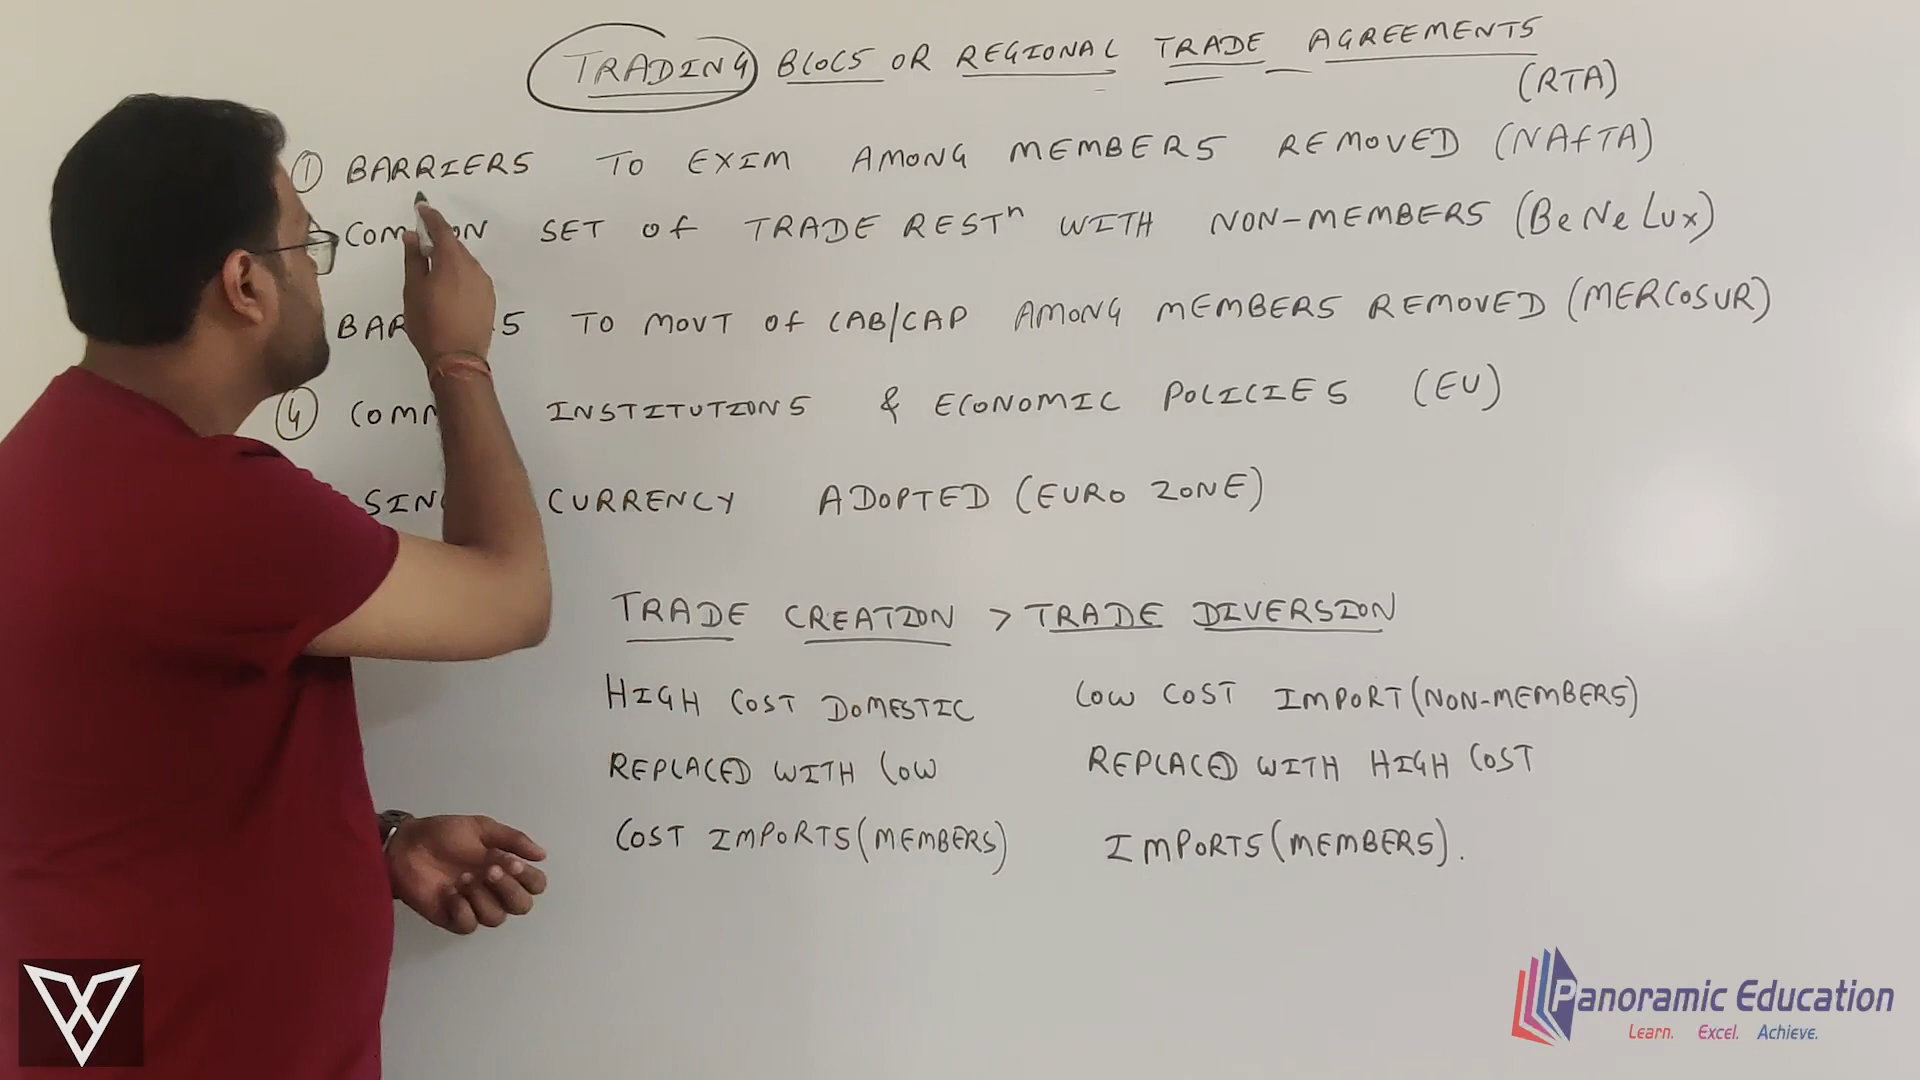 TRADING BLOCS OR REGIONAL TRADE AGREEMENTS
(RTA)
① BARRIERS TO EXIM AMONG MEMBERS REMOVED (NAFTA)
COMMON SET OF TRADE RESTⁿ WITH NON-MEMBERS (BeNeLux)
TO MOVT OF LAB/CAP AMONG MEMBERS REMOVED (MERCOSUR)
④ INSTITUTIONS & ECONOMIC POLICIES (EU)
CURRENCY ADOPTED (EURO ZONE)
TRADE CREATION > TRADE DIVERSION
HIGH COST DOMESTIC
REPLACED WITH LOW
COST IMPORTS (MEMBERS)
LOW COST IMPORT (NON-MEMBERS)
REPLACED WITH HIGH COST
IMPORTS (MEMBERS).
Panoramic Education
Learn. Excel. Achieve.